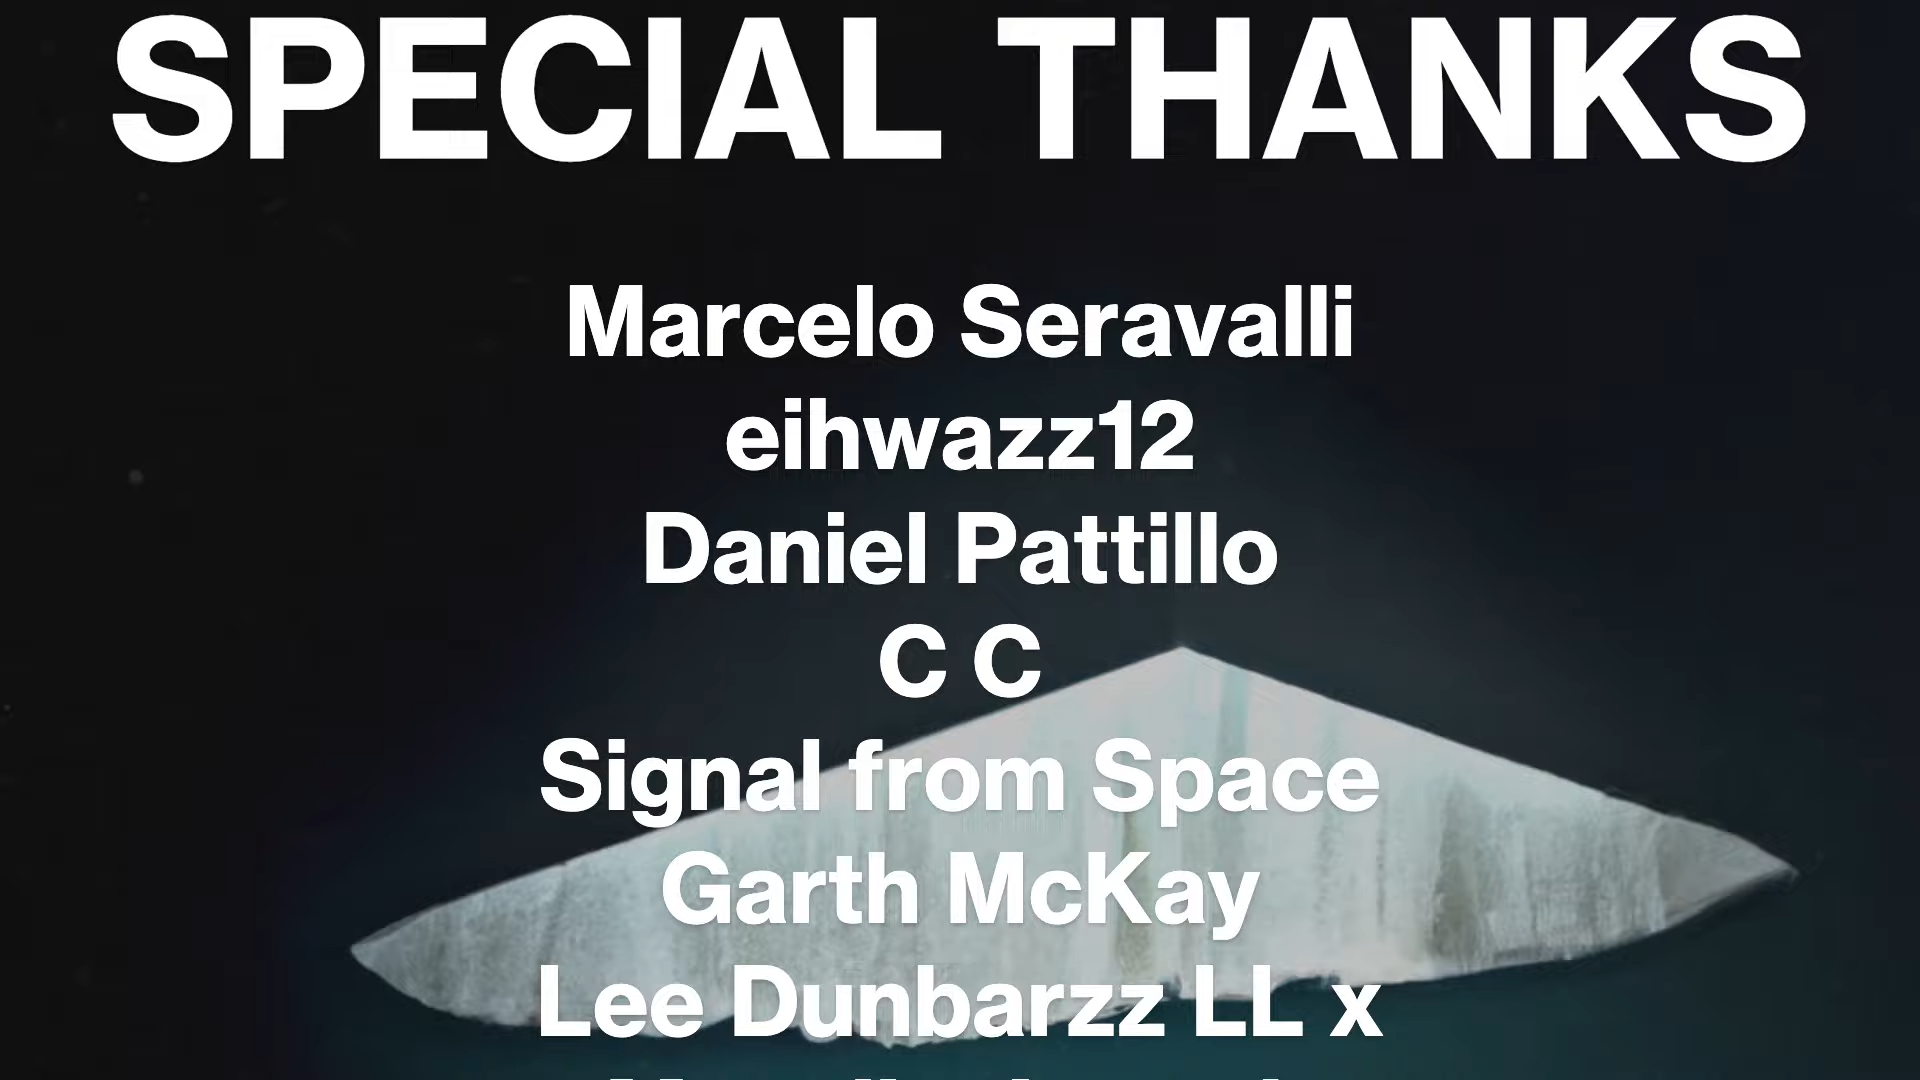 SPECIAL THANKS
Marcelo Seravalli
eihwazz12
Daniel Pattillo
C C
Signal from Space
Garth McKay
Lee Dunbarzz LL x